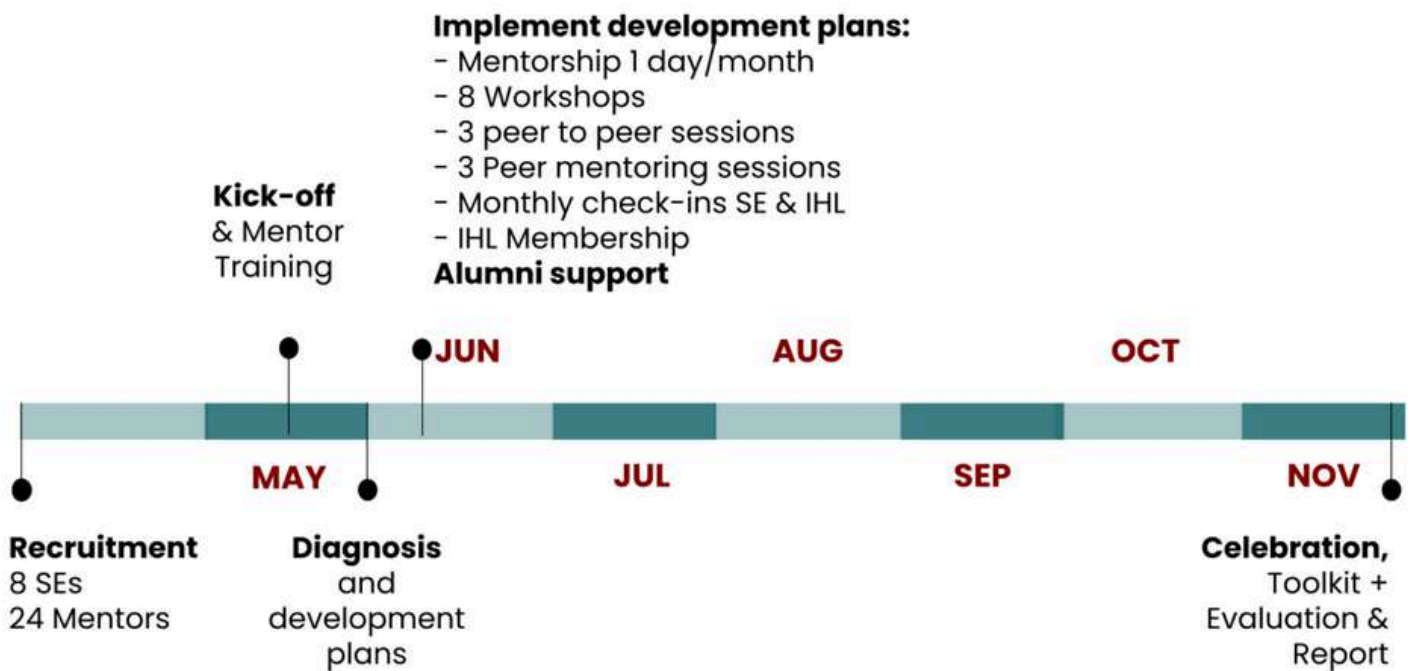 Implement development plans:
- Mentorship 1 day/month
- 8 Workshops
- 3 peer to peer sessions
- 3 Peer mentoring sessions
- Monthly check-ins SE & IHL
- IHL Membership
Alumni support
Kick-off
& Mentor
Training
JUN
AUG
OCT
MAY
JUL
SEP
NOV
Recruitment
8 SEs
24 Mentors
Diagnosis
and
development
plans
Celebration,
Toolkit +
Evaluation &
Report